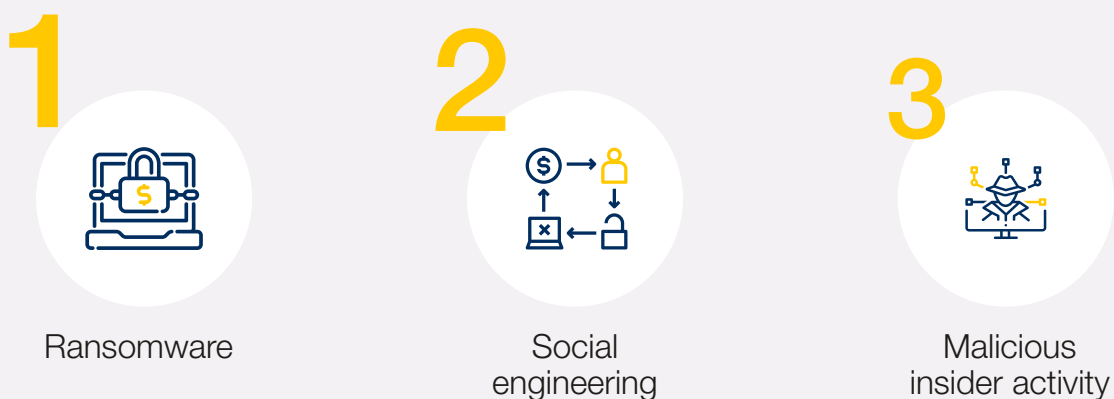 1
Ransomware
2
Social
engineering
3
Malicious
insider activity